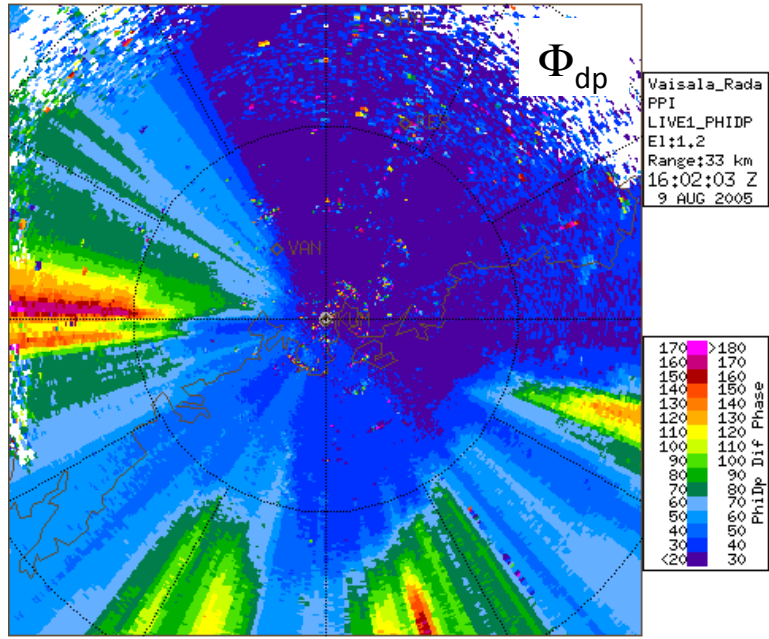 Φdp
VAN
Vaisala_Rada
PPI
LIVE1_PHIDP
El:1.2
Range:33 km
16:02:03 Z
9 AUG 2005
170 >180
160 170
150 160
140 150
130 140
120 130
110 120
100 110
90 100
80 90
70 80
60 70
50 60
40 50
30 40
<20 30
PhiDp Dif Phase